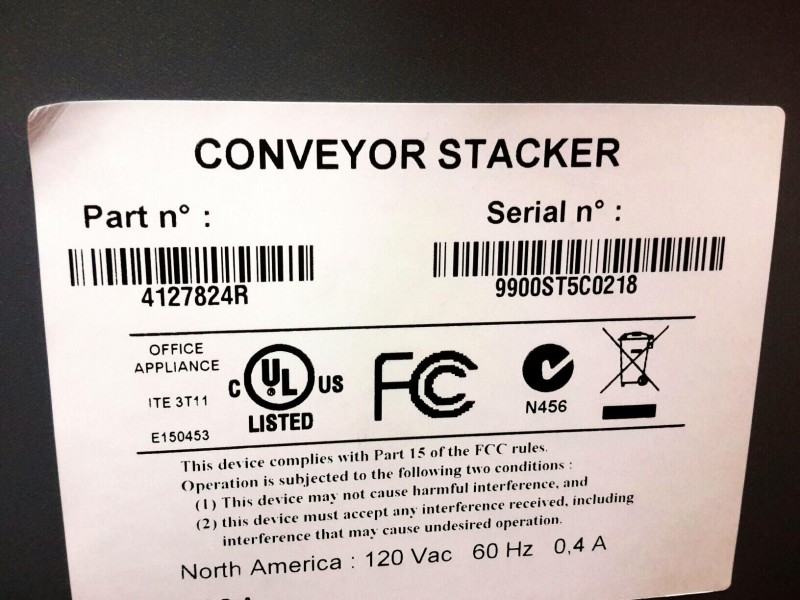 CONVEYOR STACKER
Part n° :
Serial n° :
4127824R
9900ST5C0218
OFFICE
APPLIANCE
ITE 3T11
E150453
C UL US
LISTED
FC
N456
This device complies with Part 15 of the FCC rules.
Operation is subjected to the following two conditions :
(1) This device may not cause harmful interference, and
(2) this device must accept any interference received, including
interference that may cause undesired operation.
North America : 120 Vac 60 Hz 0,4 A